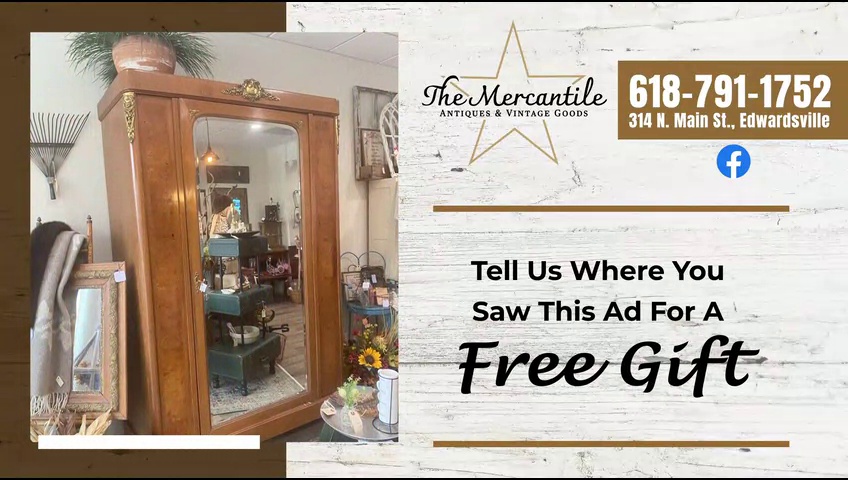 The Mercantile
Antiques & Vintage Goods
618-791-1752
314 N. Main St., Edwardsville
Tell Us Where You
Saw This Ad For A
Free Gift